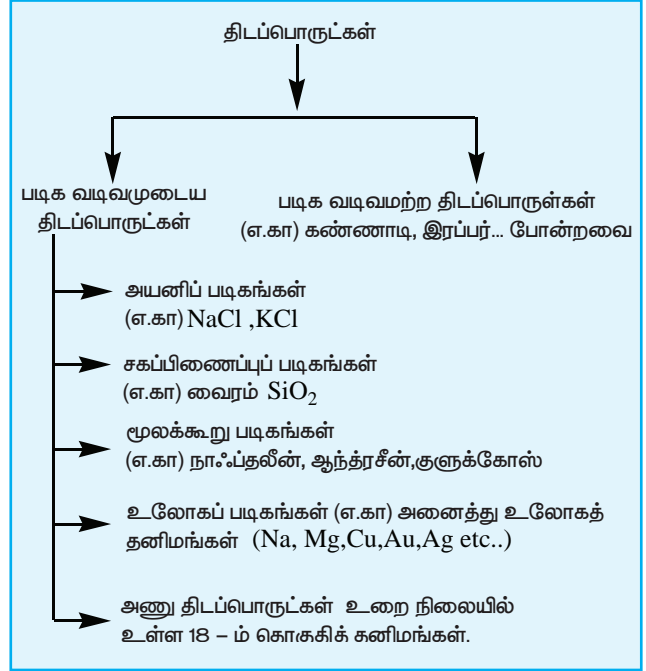 திடப்பொருட்கள்
படிக வடிவமுடைய
திடப்பொருட்கள்
படிக வடிவமற்ற திடப்பொருள்கள்
(எ.கா) கண்ணாடி, இரப்பர்... போன்றவை
அயனிப் படிகங்கள்
(எ.கா) NaCl ,KCl
சகப்பிணைப்புப் படிகங்கள்
(எ.கா) வைரம் SiO₂
மூலக்கூறு படிகங்கள்
(எ.கா) நாஃப்தலீன், ஆந்த்ரசீன்,குளுக்கோஸ்
உலோகப் படிகங்கள் (எ.கா) அனைத்து உலோகத்
தனிமங்கள் (Na, Mg,Cu,Au,Ag etc..)
அணு திடப்பொருட்கள் உறை நிலையில்
உள்ள 18 – ம் தொகுதித் தனிமங்கள்.